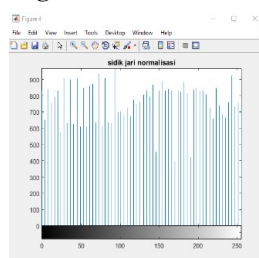 Figure 4
File Edit View Insert Tools Desktop Window Help
sidik jari normalisasi
900
800
700
600
500
400
300
200
100
0
0 50 100 150 200 250